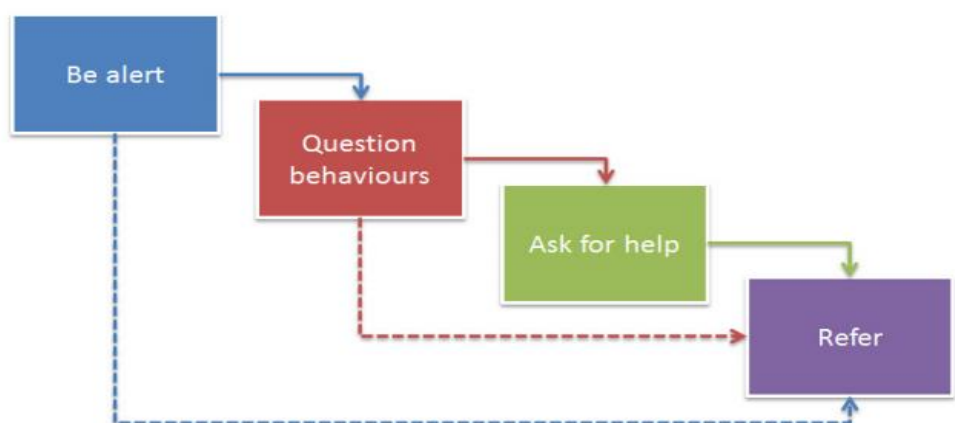 Be alert
Question
behaviours
Ask for help
Refer